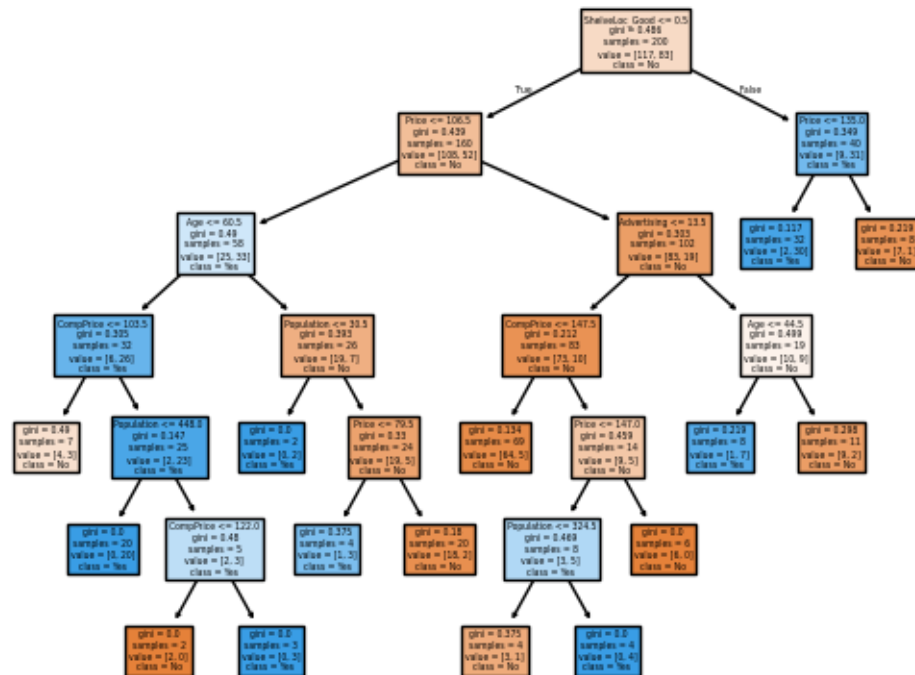 ShelveLoc_Good <= 0.5
gini = 0.486
samples = 200
value = [117, 83]
class = No
True
False
Price <= 106.5
gini = 0.439
samples = 160
value = [108, 52]
class = No
Price <= 135.0
gini = 0.349
samples = 40
value = [9, 31]
class = Yes
Age <= 60.5
gini = 0.49
samples = 58
value = [25, 33]
class = Yes
Advertising <= 13.5
gini = 0.303
samples = 102
value = [83, 19]
class = No
gini = 0.117
samples = 32
value = [2, 30]
class = Yes
gini = 0.219
samples = 8
value = [7, 1]
class = No
CompPrice <= 103.5
gini = 0.305
samples = 32
value = [6, 26]
class = Yes
Population <= 30.5
gini = 0.393
samples = 26
value = [19, 7]
class = No
CompPrice <= 147.5
gini = 0.212
samples = 83
value = [73, 10]
class = No
Age <= 44.5
gini = 0.499
samples = 19
value = [10, 9]
class = No
gini = 0.49
samples = 7
value = [4, 3]
class = No
Population <= 448.0
gini = 0.147
samples = 25
value = [2, 23]
class = Yes
gini = 0.0
samples = 2
value = [0, 2]
class = Yes
Price <= 79.5
gini = 0.33
samples = 24
value = [19, 5]
class = No
gini = 0.134
samples = 69
value = [64, 5]
class = No
Price <= 147.0
gini = 0.459
samples = 14
value = [9, 5]
class = No
gini = 0.219
samples = 8
value = [1, 7]
class = Yes
gini = 0.298
samples = 11
value = [9, 2]
class = No
gini = 0.0
samples = 20
value = [0, 20]
class = Yes
CompPrice <= 122.0
gini = 0.48
samples = 5
value = [2, 3]
class = Yes
gini = 0.375
samples = 4
value = [1, 3]
class = Yes
gini = 0.18
samples = 20
value = [18, 2]
class = No
Population <= 324.5
gini = 0.469
samples = 8
value = [3, 5]
class = Yes
gini = 0.0
samples = 6
value = [6, 0]
class = No
gini = 0.0
samples = 2
value = [2, 0]
class = No
gini = 0.0
samples = 3
value = [0, 3]
class = Yes
gini = 0.375
samples = 4
value = [3, 1]
class = No
gini = 0.0
samples = 4
value = [0, 4]
class = Yes